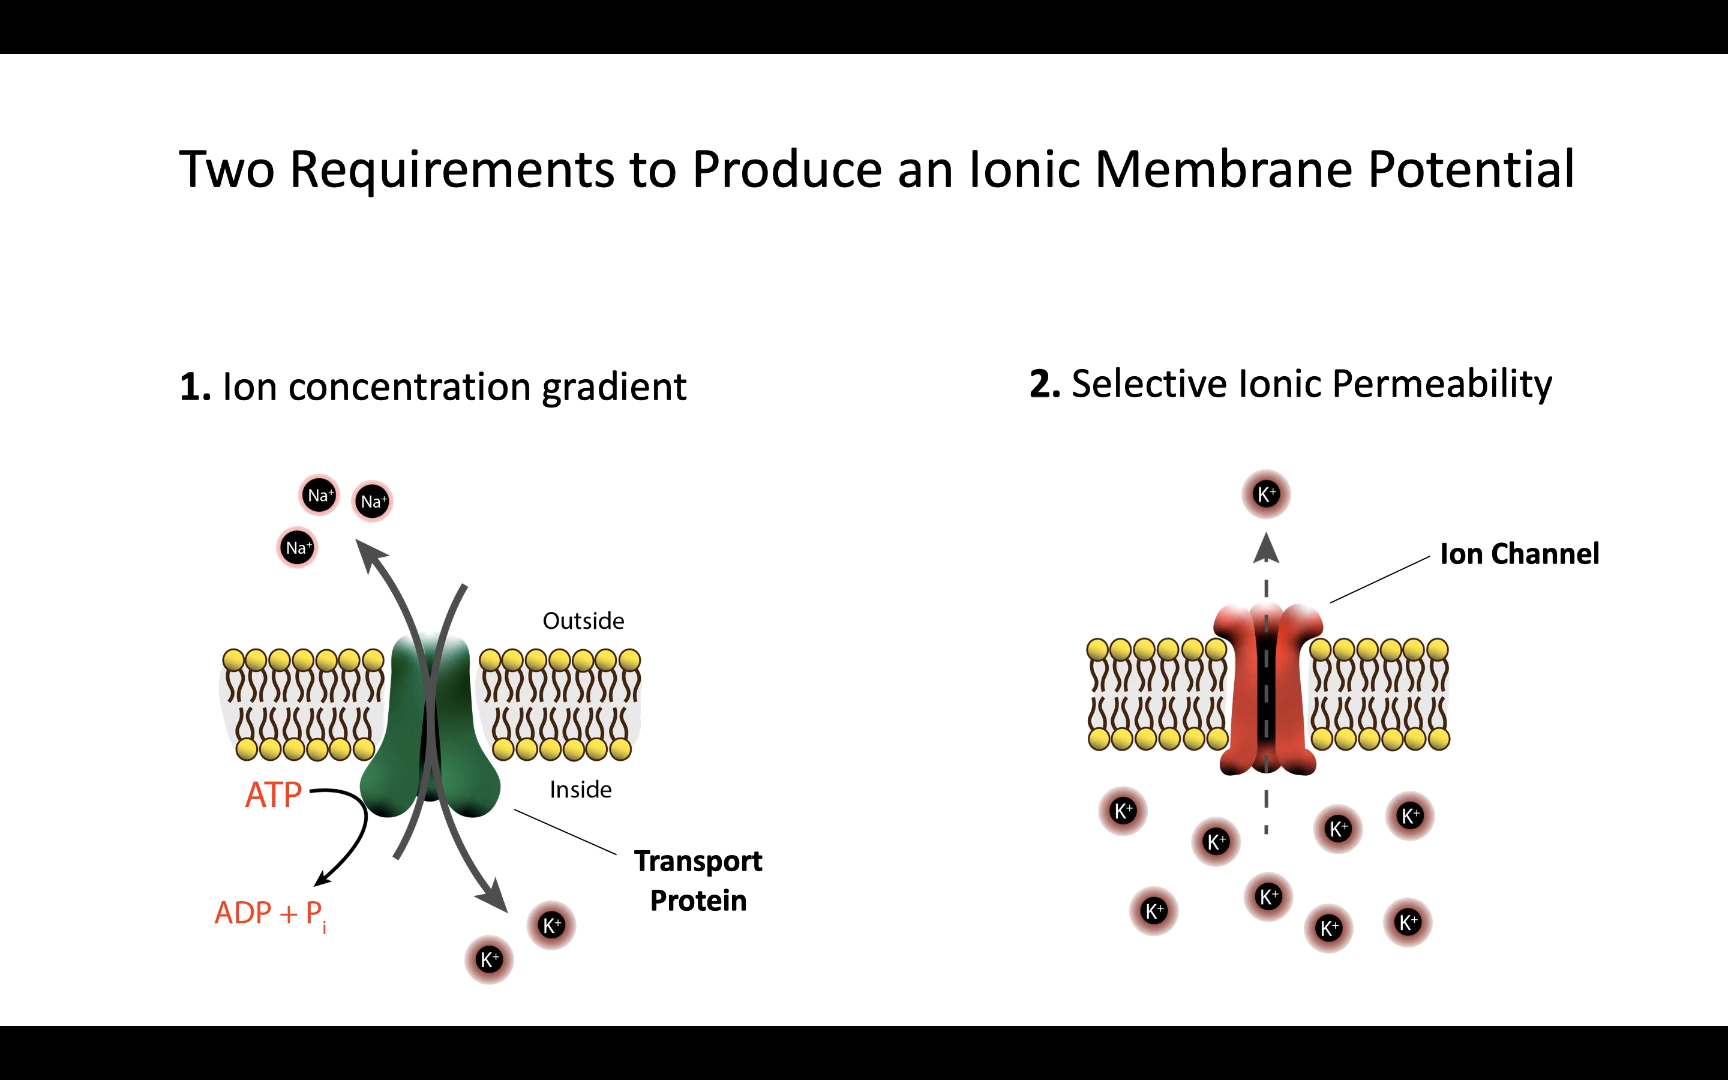 Two Requirements to Produce an Ionic Membrane Potential
1. Ion concentration gradient
Na⁺
Na⁺
Na⁺
Outside
Inside
ATP
ADP + Pᵢ
Transport
Protein
K⁺
K⁺
2. Selective Ionic Permeability
K⁺
Ion Channel
K⁺
K⁺
K⁺
K⁺
K⁺
K⁺
K⁺
K⁺